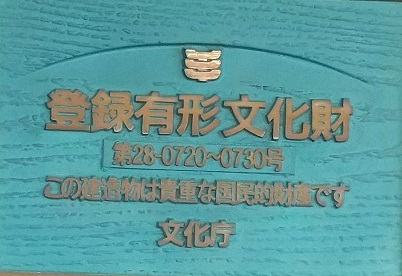 登録有形文化財
第28-0720~0730号
この建造物は貴重な国民的財産です
文化庁